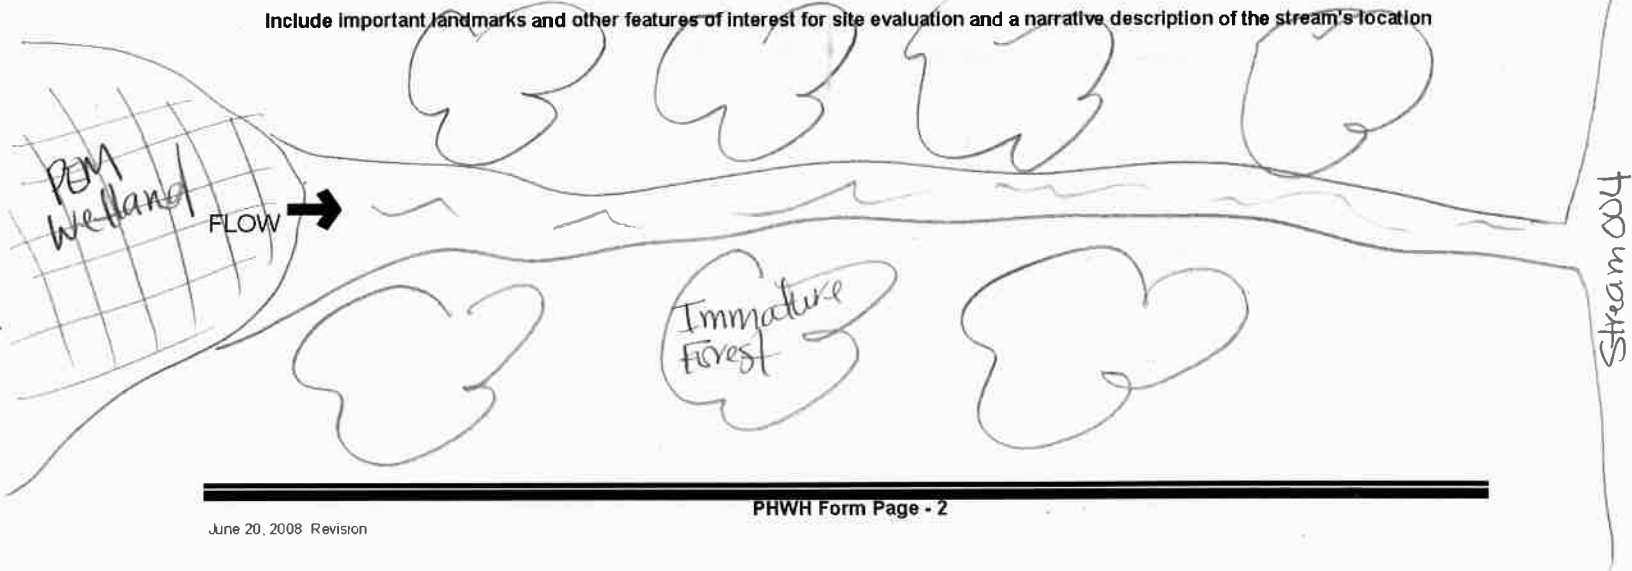 Include important landmarks and other features of interest for site evaluation and a narrative description of the stream's location
PEM
Wetland
FLOW
Immature
Forest
Stream 004
PHWH Form Page - 2
June 20, 2008 Revision